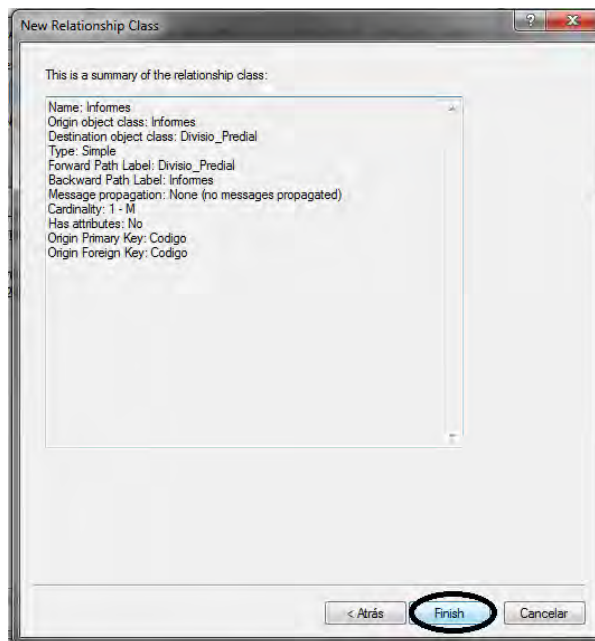 New Relationship Class
?
This is a summary of the relationship class:
Name: Informes
Origin object class: Informes
Destination object class: Divisio_Predial
Type: Simple
Forward Path Label: Divisio_Predial
Backward Path Label: Informes
Message propagation: None (no messages propagated)
Cardinality: 1 - M
Has attributes: No
Origin Primary Key: Codigo
Origin Foreign Key: Codigo
< Atrás
Finish
Cancelar